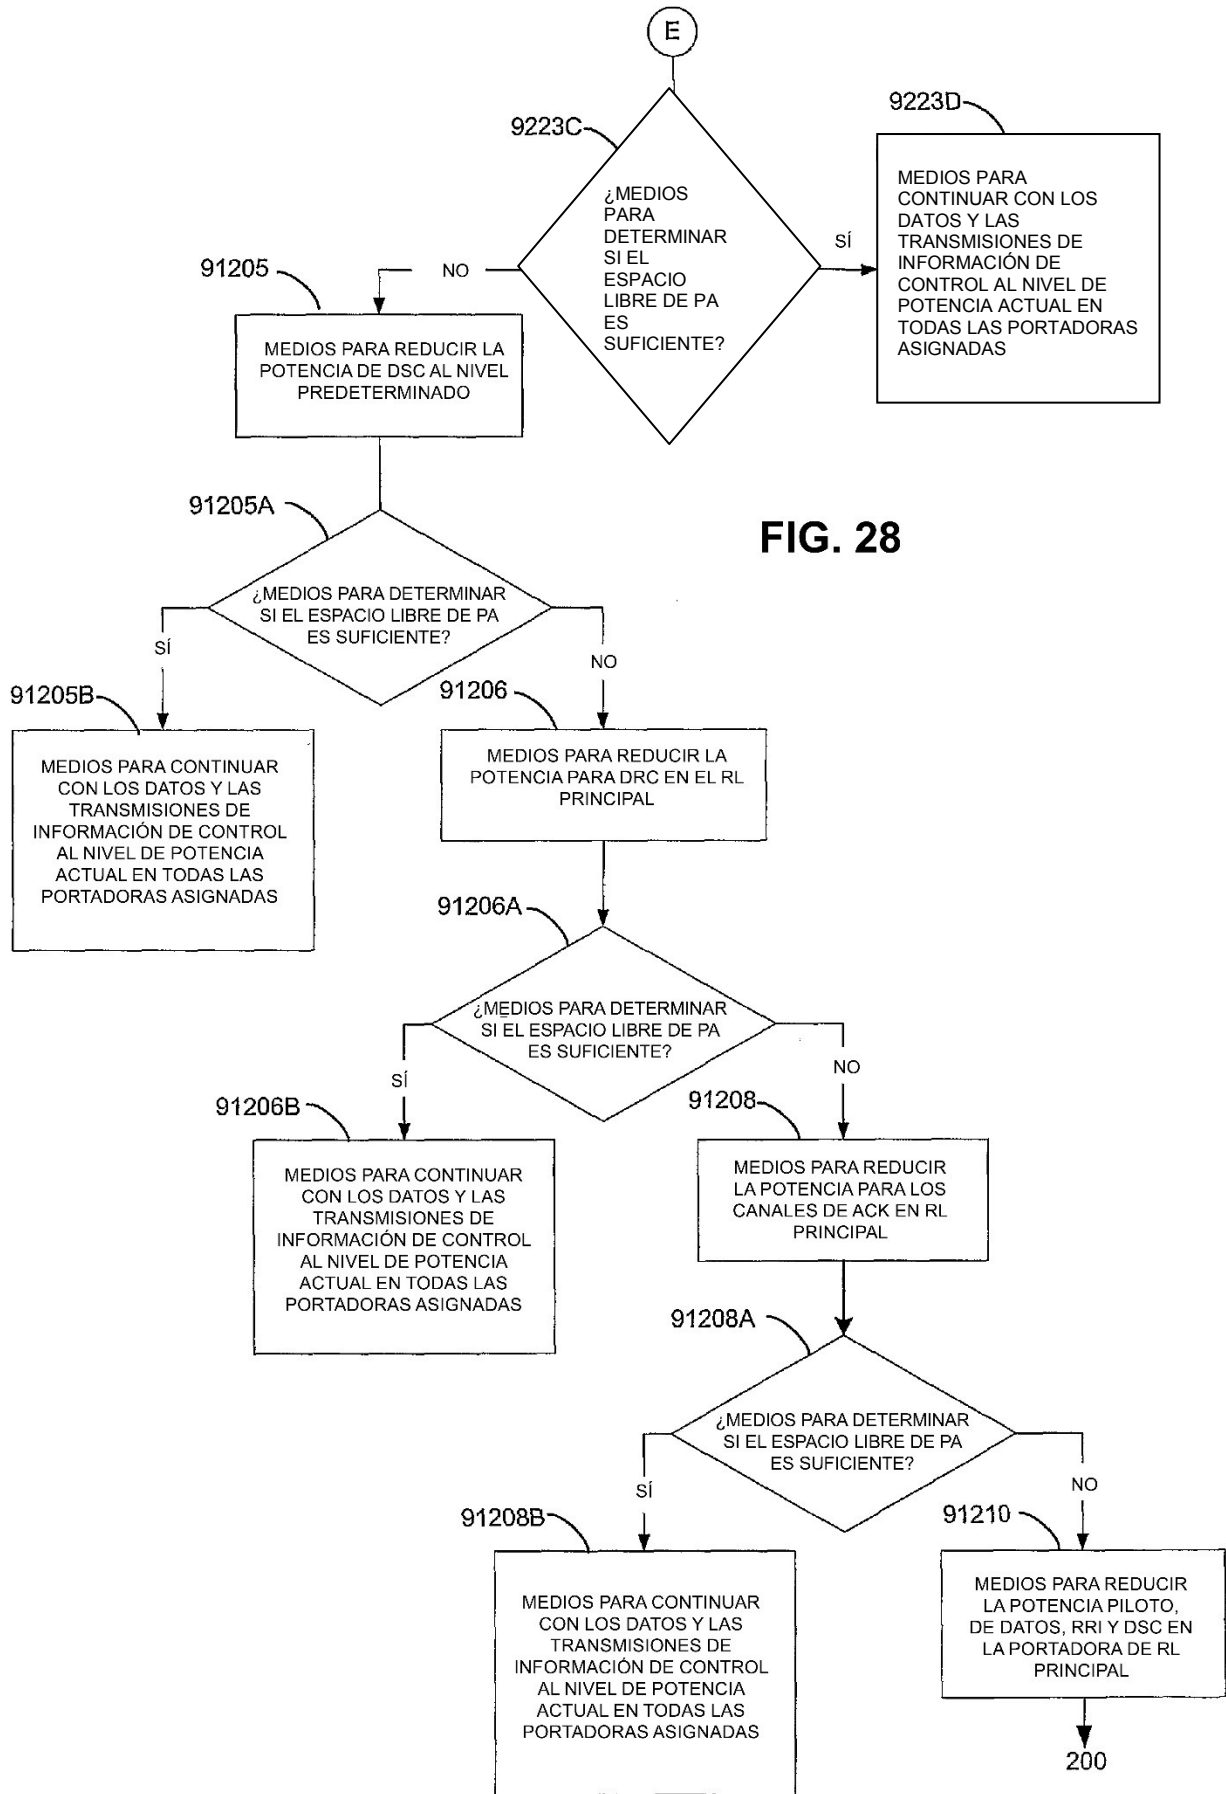 E
9223C
9223D
¿MEDIOS
PARA
DETERMINAR
SI EL
ESPACIO
LIBRE DE PA
ES
SUFICIENTE?
SÍ
MEDIOS PARA
CONTINUAR CON LOS
DATOS Y LAS
TRANSMISIONES DE
INFORMACIÓN DE
CONTROL AL NIVEL DE
POTENCIA ACTUAL EN
TODAS LAS PORTADORAS
ASIGNADAS
NO
91205
MEDIOS PARA REDUCIR LA
POTENCIA DE DSC AL NIVEL
PREDETERMINADO
91205A
FIG. 28
¿MEDIOS PARA DETERMINAR
SI EL ESPACIO LIBRE DE PA
ES SUFICIENTE?
SÍ
NO
91205B
MEDIOS PARA CONTINUAR
CON LOS DATOS Y LAS
TRANSMISIONES DE
INFORMACIÓN DE CONTROL
AL NIVEL DE POTENCIA
ACTUAL EN TODAS LAS
PORTADORAS ASIGNADAS
91206
MEDIOS PARA REDUCIR LA
POTENCIA PARA DRC EN EL RL
PRINCIPAL
91206A
¿MEDIOS PARA DETERMINAR
SI EL ESPACIO LIBRE DE PA
ES SUFICIENTE?
SÍ
NO
91206B
MEDIOS PARA CONTINUAR
CON LOS DATOS Y LAS
TRANSMISIONES DE
INFORMACIÓN DE CONTROL
AL NIVEL DE POTENCIA
ACTUAL EN TODAS LAS
PORTADORAS ASIGNADAS
91208
MEDIOS PARA REDUCIR
LA POTENCIA PARA LOS
CANALES DE ACK EN RL
PRINCIPAL
91208A
¿MEDIOS PARA DETERMINAR
SI EL ESPACIO LIBRE DE PA
ES SUFICIENTE?
SÍ
NO
91208B
MEDIOS PARA CONTINUAR
CON LOS DATOS Y LAS
TRANSMISIONES DE
INFORMACIÓN DE CONTROL
AL NIVEL DE POTENCIA
ACTUAL EN TODAS LAS
PORTADORAS ASIGNADAS
91210
MEDIOS PARA REDUCIR
LA POTENCIA PILOTO,
DE DATOS, RRI Y DSC EN
LA PORTADORA DE RL
PRINCIPAL
200